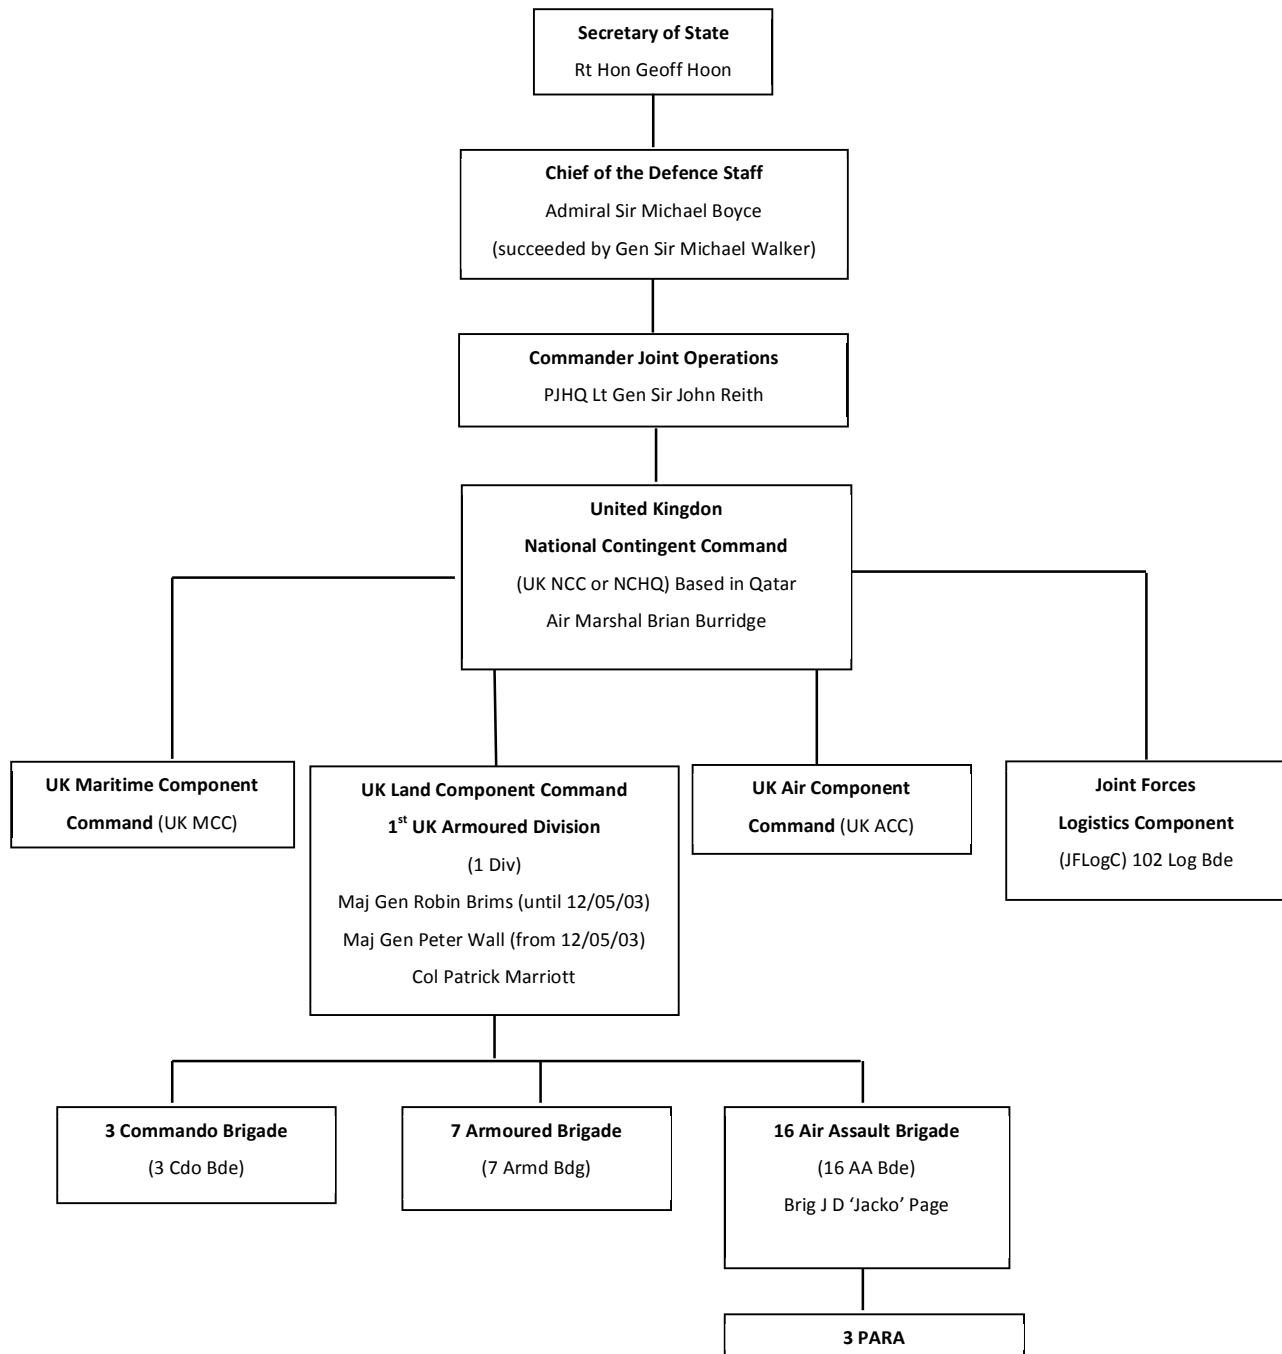 Secretary of State
Rt Hon Geoff Hoon
Chief of the Defence Staff
Admiral Sir Michael Boyce
(succeeded by Gen Sir Michael Walker)
Commander Joint Operations
PJHQ Lt Gen Sir John Reith
United Kingdon
National Contingent Command
(UK NCC or NCHQ) Based in Qatar
Air Marshal Brian Burridge
UK Maritime Component
Command (UK MCC)
UK Land Component Command
1st UK Armoured Division
(1 Div)
Maj Gen Robin Brims (until 12/05/03)
Maj Gen Peter Wall (from 12/05/03)
Col Patrick Marriott
UK Air Component
Command (UK ACC)
Joint Forces
Logistics Component
(JFLogC) 102 Log Bde
3 Commando Brigade
(3 Cdo Bde)
7 Armoured Brigade
(7 Armd Bdg)
16 Air Assault Brigade
(16 AA Bde)
Brig J D ‘Jacko’ Page
3 PARA